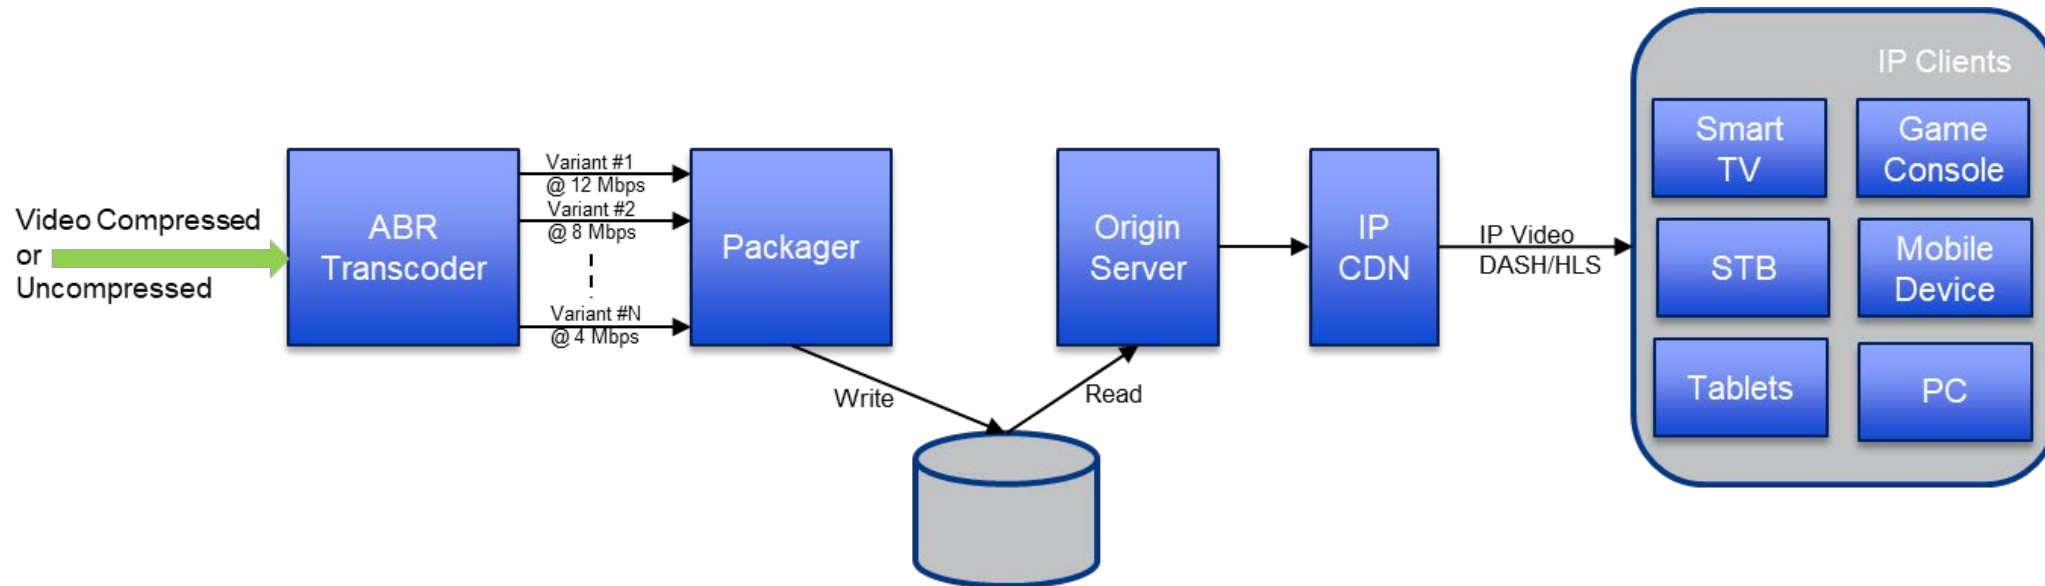 Video Compressed
or
Uncompressed
ABR
Transcoder
Variant #1
@ 12 Mbps
Variant #2
@ 8 Mbps
Variant #N
@ 4 Mbps
Packager
Write
Read
Origin
Server
IP
CDN
IP Video
DASH/HLS
IP Clients
Smart
TV
Game
Console
STB
Mobile
Device
Tablets
PC